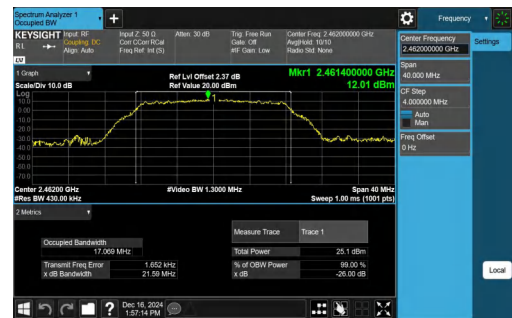 Spectrum Analyzer 1
Occupied BW
Frequency
KEYSIGHT Input: RF Input Z: 50 Ω Atten: 30 dB Trig: Free Run Center Freq: 2.462000000 GHz
RL Coupling: DC Corr CCorr RCal Gate: Off Avg|Hold: 10/10
Align: Auto Freq Ref: Int (S) #IF Gain: Low Radio Std: None
Center Frequency
2.462000000 GHz
Settings
Span
40.000 MHz
CF Step
4.000000 MHz
Auto
Man
Freq Offset
0 Hz
Local
1 Graph
Ref Lvl Offset 2.37 dB
Mkr1 2.461400000 GHz
Scale/Div 10.0 dB
Ref Value 20.00 dBm
12.01 dBm
Log
10.0
0.00
-10.0
-20.0
-30.0
-40.0
-50.0
-60.0
-70.0
1
Center 2.46200 GHz
#Video BW 1.3000 MHz
Span 40 MHz
#Res BW 430.00 kHz
Sweep 1.00 ms (1001 pts)
2 Metrics
Measure Trace Trace 1
Occupied Bandwidth
17.069 MHz
Total Power 25.1 dBm
Transmit Freq Error 1.652 kHz
% of OBW Power 99.00 %
x dB Bandwidth 21.59 MHz
x dB -26.00 dB
Dec 16, 2024
1:57:14 PM